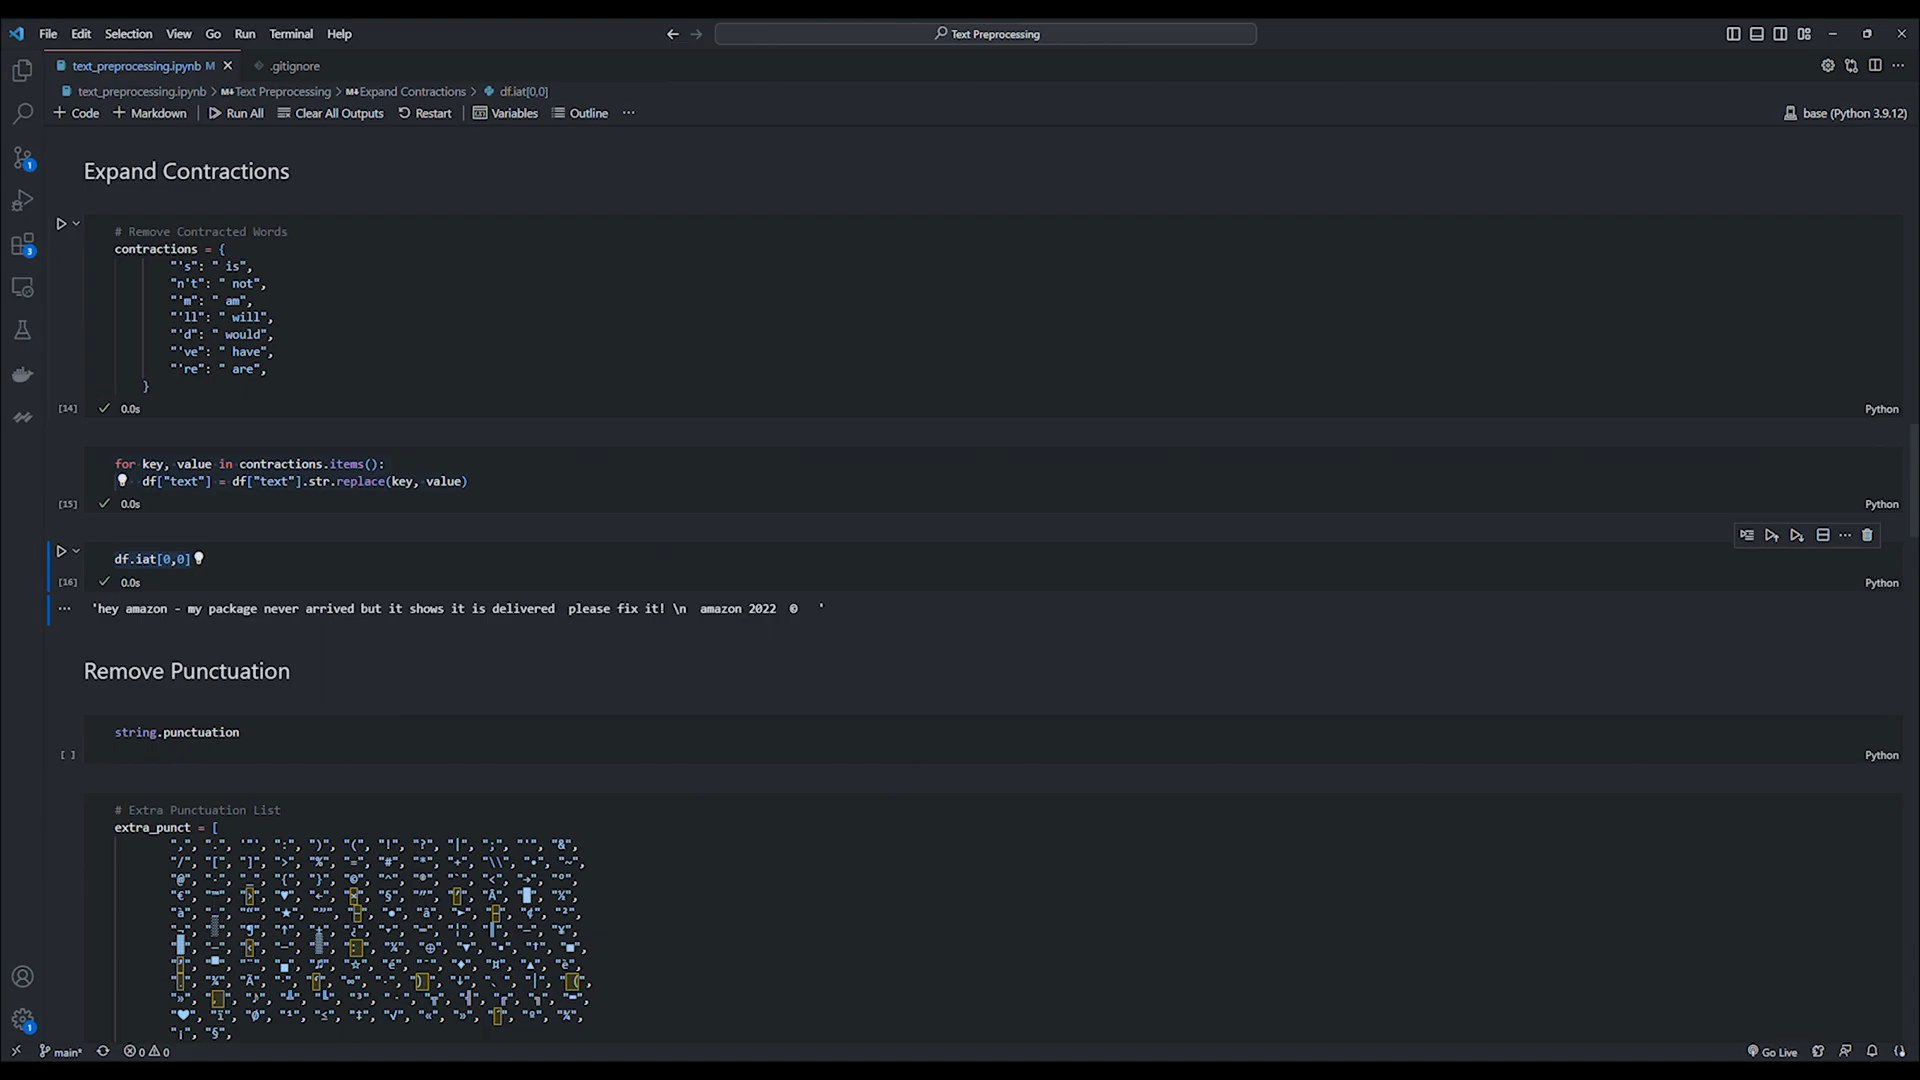 File Edit Selection View Go Run Terminal Help
Text Preprocessing
text_preprocessing.ipynb M
.gitignore
text_preprocessing.ipynb > M↓Text Preprocessing > M↓Expand Contractions > df.iat[0,0]
+ Code + Markdown Run All Clear All Outputs Restart Variables Outline ...
base (Python 3.9.12)
Expand Contractions
# Remove Contracted Words
contractions = {
"'s": " is",
"n't": " not",
"'m": " am",
"'ll": " will",
"'d": " would",
"'ve": " have",
"'re": " are",
}
[14] 0.0s
Python
for key, value in contractions.items():
df["text"] = df["text"].str.replace(key, value)
[15] 0.0s
Python
df.iat[0,0]
[16] 0.0s
Python
'hey amazon - my package never arrived but it shows it is delivered  please fix it! \n  amazon 2022  ©   '
Remove Punctuation
string.punctuation
[ ]
Python
# Extra Punctuation List
extra_punct = [
",", ".", '"', ":", ")", "(", "!", "?", "|", ";", "'", "&",
"/", "[", "]", ">", "%", "=", "#", "*", "+", "\\", "•", "~",
main*
0 0
Go Live
1
3
1